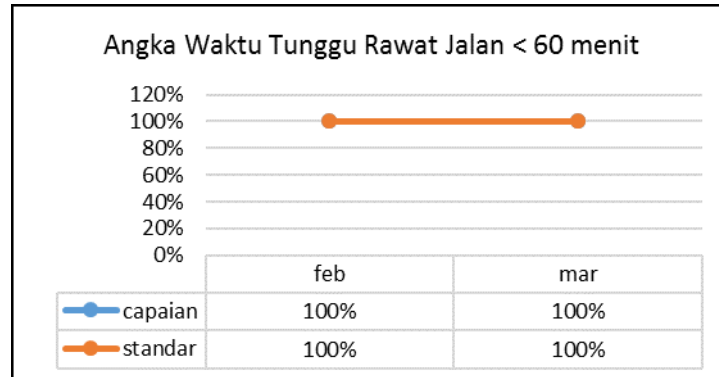 Angka Waktu Tunggu Rawat Jalan < 60 menit
120%
100%
80%
60%
40%
20%
0%
feb mar
capaian 100% 100%
standar 100% 100%